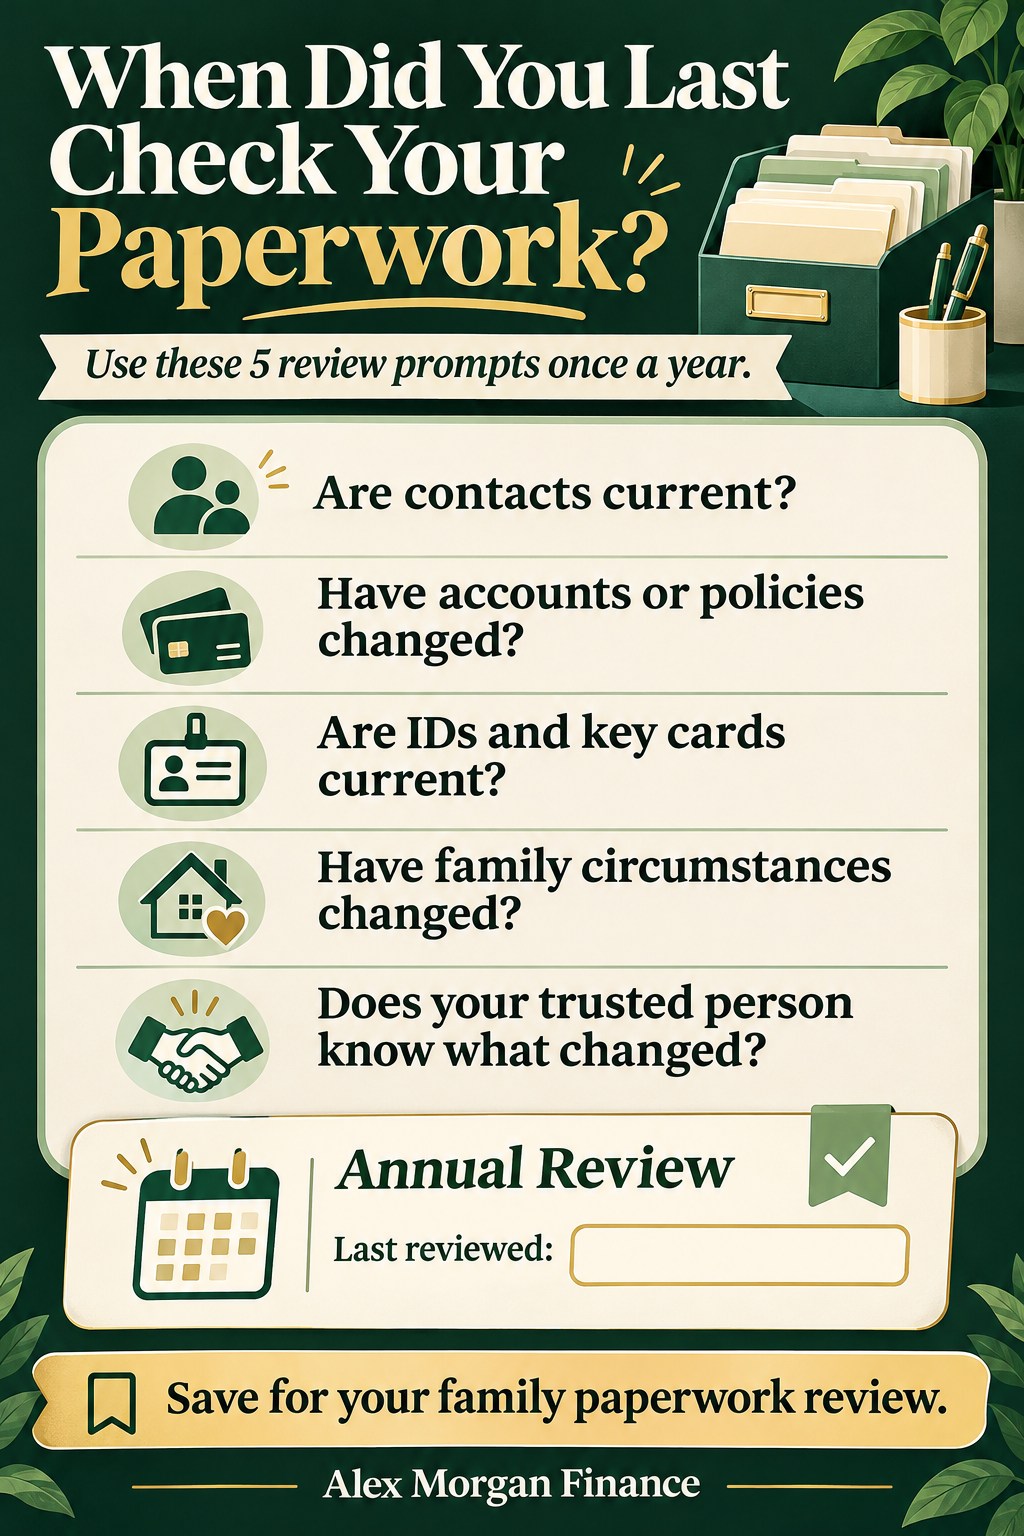 When Did You Last
Check Your
Paperwork?
Use these 5 review prompts once a year.
Are contacts current?
Have accounts or policies
changed?
Are IDs and key cards
current?
Have family circumstances
changed?
Does your trusted person
know what changed?
Annual Review
Last reviewed:
Save for your family paperwork review.
Alex Morgan Finance